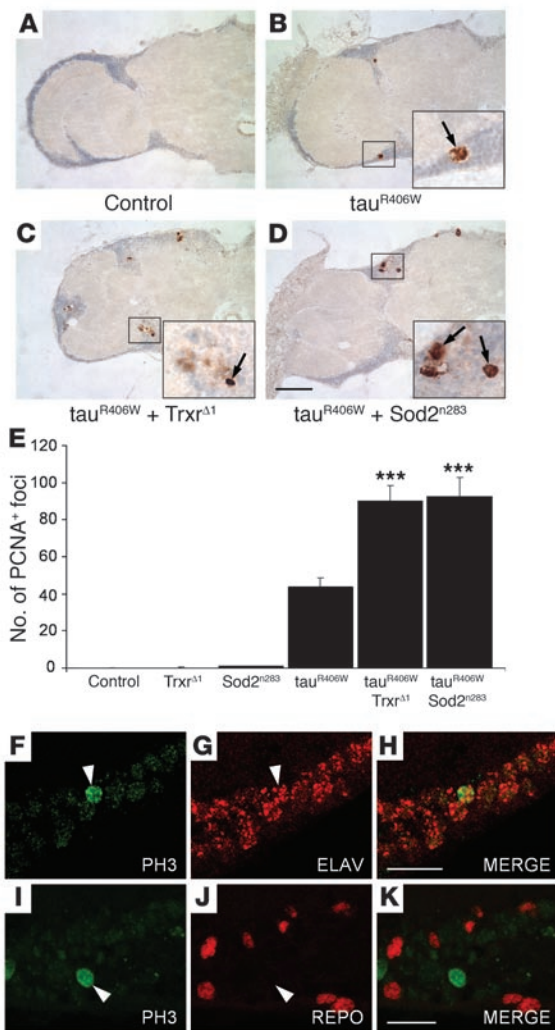 A
B
Control
tauR406W
C
D
tauR406W + TrxrΔ1
tauR406W + Sod2n283
E
No. of PCNA+ foci
120
100
80
60
40
20
0
***
***
Control
TrxrΔ1
Sod2n283
tauR406W
tauR406W
TrxrΔ1
tauR406W
Sod2n283
F
PH3
G
ELAV
H
MERGE
I
PH3
J
REPO
K
MERGE